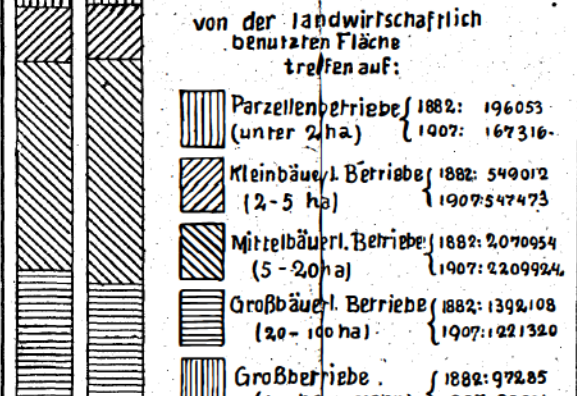 von der landwirtschaftlich
benutzten Fläche
treffen auf:
Parzellenbetriebe { 1882: 196053
(unter 2 ha) 1907: 167316
Kleinbäuerl. Betriebe { 1882: 549012
(2-5 ha) 1907: 547473
Mittelbäuerl. Betriebe { 1882: 2070954
(5-20 ha) 1907: 2209924
Großbäuerl. Betriebe { 1882: 1392108
(20-100 ha) 1907: 1221320
Großbetriebe. { 1882: 97285